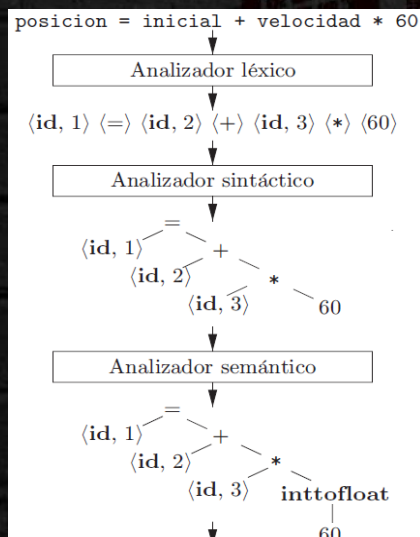 posicion = inicial + velocidad * 60
Analizador léxico
⟨id, 1⟩ ⟨=⟩ ⟨id, 2⟩ ⟨+⟩ ⟨id, 3⟩ ⟨*⟩ ⟨60⟩
Analizador sintáctico
=
⟨id, 1⟩ +
⟨id, 2⟩ *
⟨id, 3⟩ 60
Analizador semántico
=
⟨id, 1⟩ +
⟨id, 2⟩ *
⟨id, 3⟩ inttofloat
60